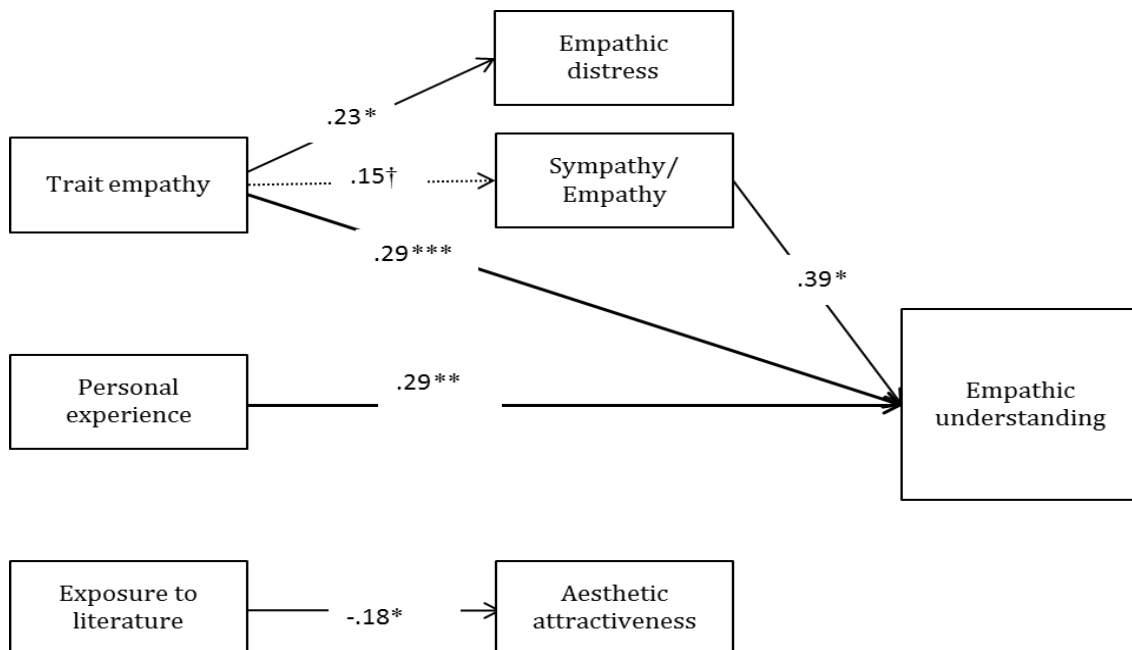 Empathic
distress
.23*
Trait empathy
.15†
Sympathy/
Empathy
.29***
.39*
Personal
experience
.29**
Empathic
understanding
Exposure to
literature
-.18*
Aesthetic
attractiveness